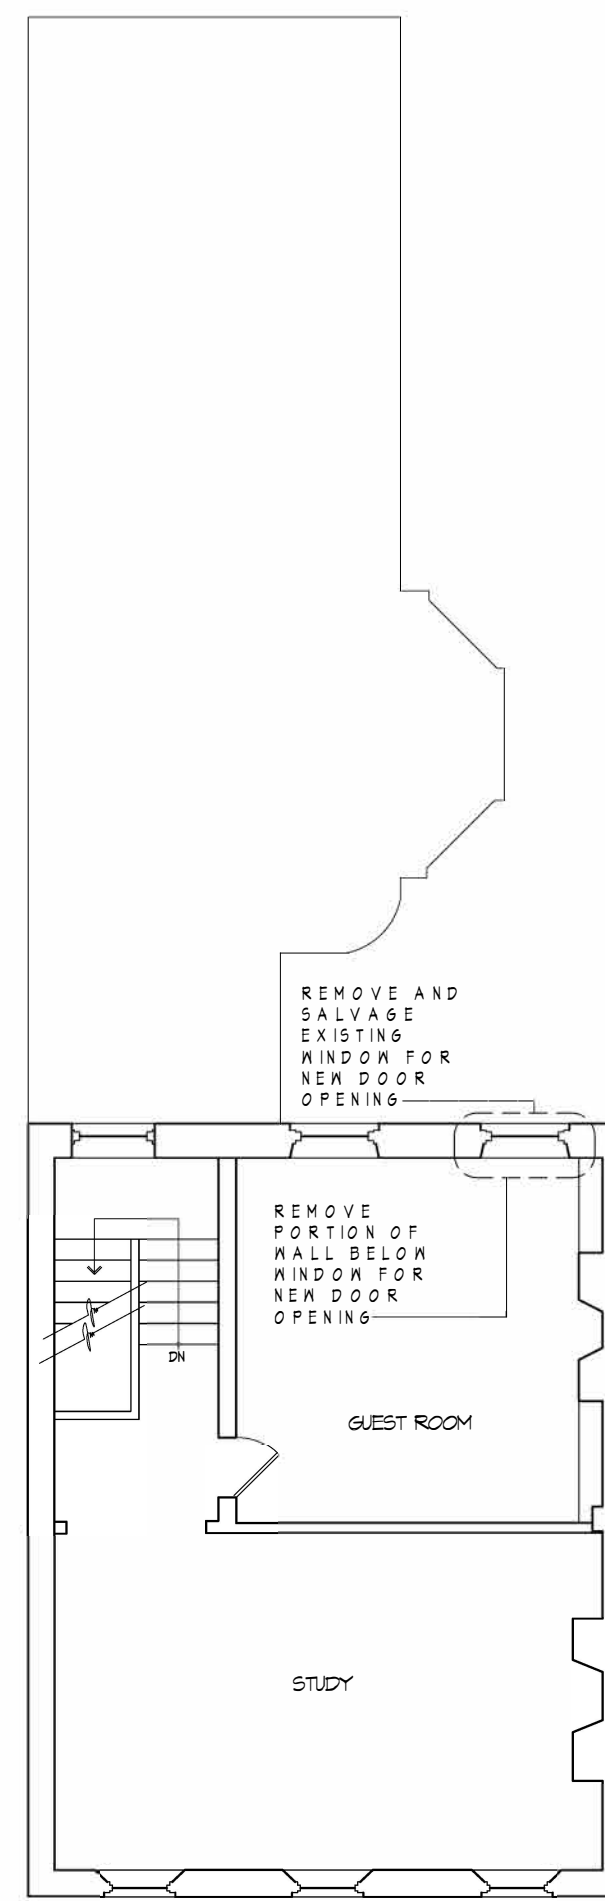 REMOVE AND
SALVAGE
EXISTING
WINDOW FOR
NEW DOOR
OPENING
REMOVE
PORTION OF
WALL BELOW
WINDOW FOR
NEW DOOR
OPENING
DN
GUEST ROOM
STUDY